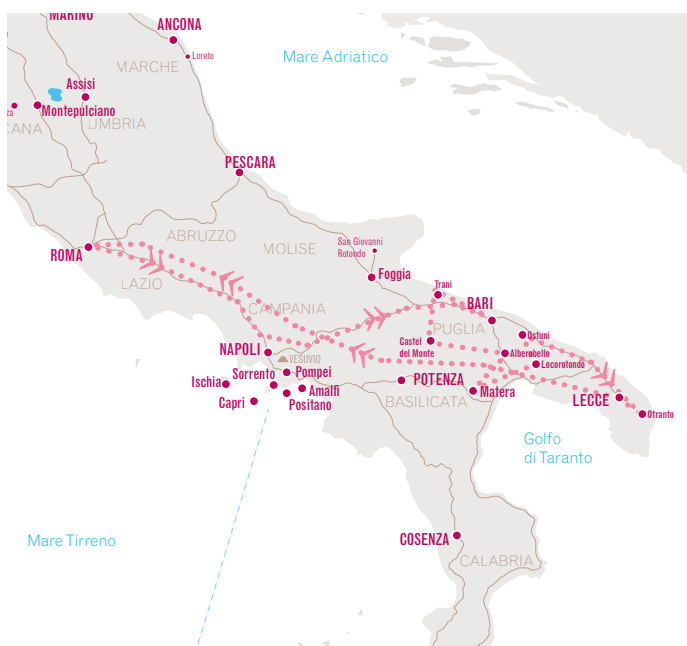 MARINO
ANCONA
Loreto
MARCHE
Mare Adriatico
Assisi
Montepulciano
za
CANA
UMBRIA
PESCARA
ABRUZZO
MOLISE
San Giovanni
Rotondo
ROMA
LAZIO
Foggia
Trani
BARI
CAMPANIA
PUGLIA
Ostuni
Castel
del Monte
Alberobello
Locorotondo
NAPOLI
VESUVIO
Pompei
Sorrento
Ischia
POTENZA
Amalfi
Matera
Capri
Positano
BASILICATA
LECCE
Otranto
Golfo
di Taranto
Mare Tirreno
COSENZA
CALABRIA